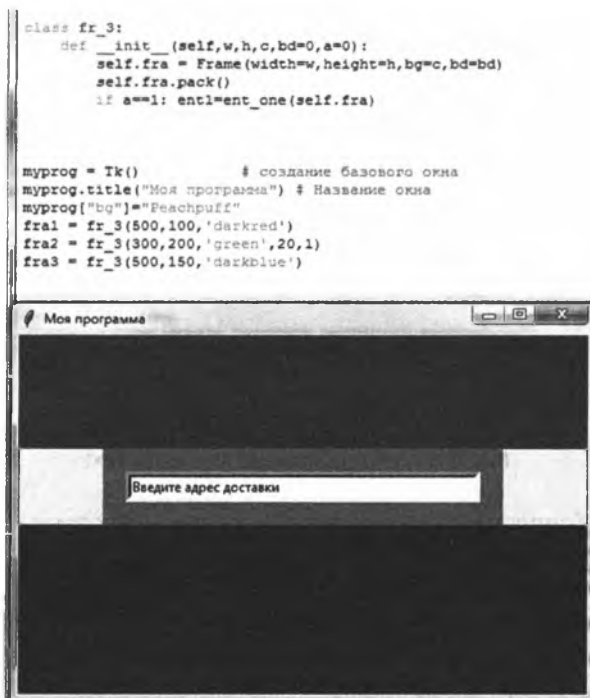 class fr_3:
def __init__(self,w,h,c,bd=0,a=0):
self.fra = Frame(width=w,height=h,bg=c,bd=bd)
self.fra.pack()
if a==1: ent1=ent_one(self.fra)
myprog = Tk() # создание базового окна
myprog.title("Моя программа") # Название окна
myprog["bg"]="Peachpuff"
fra1 = fr_3(500,100,'darkred')
fra2 = fr_3(300,200,'green',20,1)
fra3 = fr_3(500,150,'darkblue')
Моя программа
Введите адрес доставки